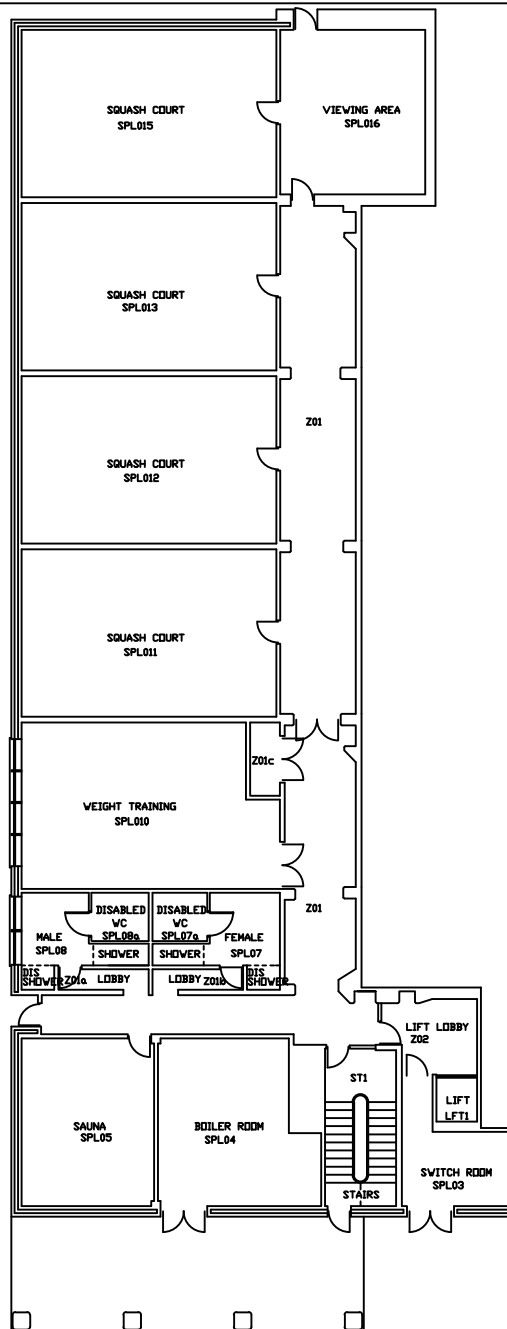 SQUASH COURT
SPL015
VIEWING AREA
SPL016
SQUASH COURT
SPL013
Z01
SQUASH COURT
SPL012
SQUASH COURT
SPL011
Z01c
WEIGHT TRAINING
SPL010
Z01
DISABLED
WC
SPL08a
DISABLED
WC
SPL07a
MALE
SPL08
FEMALE
SPL07
SHOWER
SHOWER
DIS
SHOWER
Z01a
LOBBY
LOBBY
Z01b
DIS
SHOWER
LIFT LOBBY
Z02
ST1
LIFT
LFT1
SAUNA
SPL05
BOILER ROOM
SPL04
SWITCH ROOM
SPL03
STAIRS